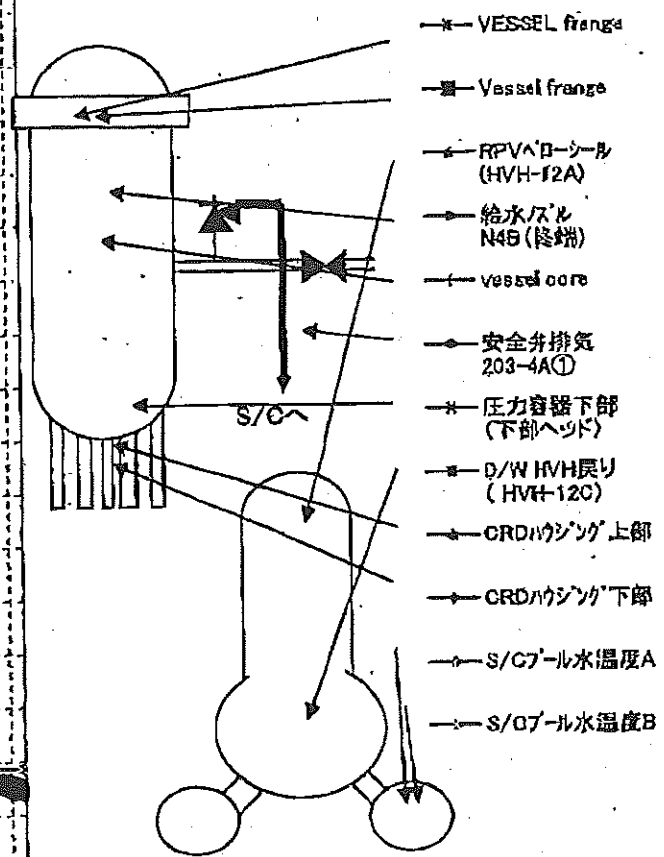 VESSEL frange
Vessel frange
RPVベローシール
(HVH-12A)
給水ノズル
N4B(終端)
vessel core
安全弁排気
203-4A①
圧力容器下部
(下部ヘッド)
D/W HVH戻り
(HVH-12C)
CRDハウジング上部
CRDハウジング下部
S/Cプール水温度A
S/Cプール水温度B
S/Cへ